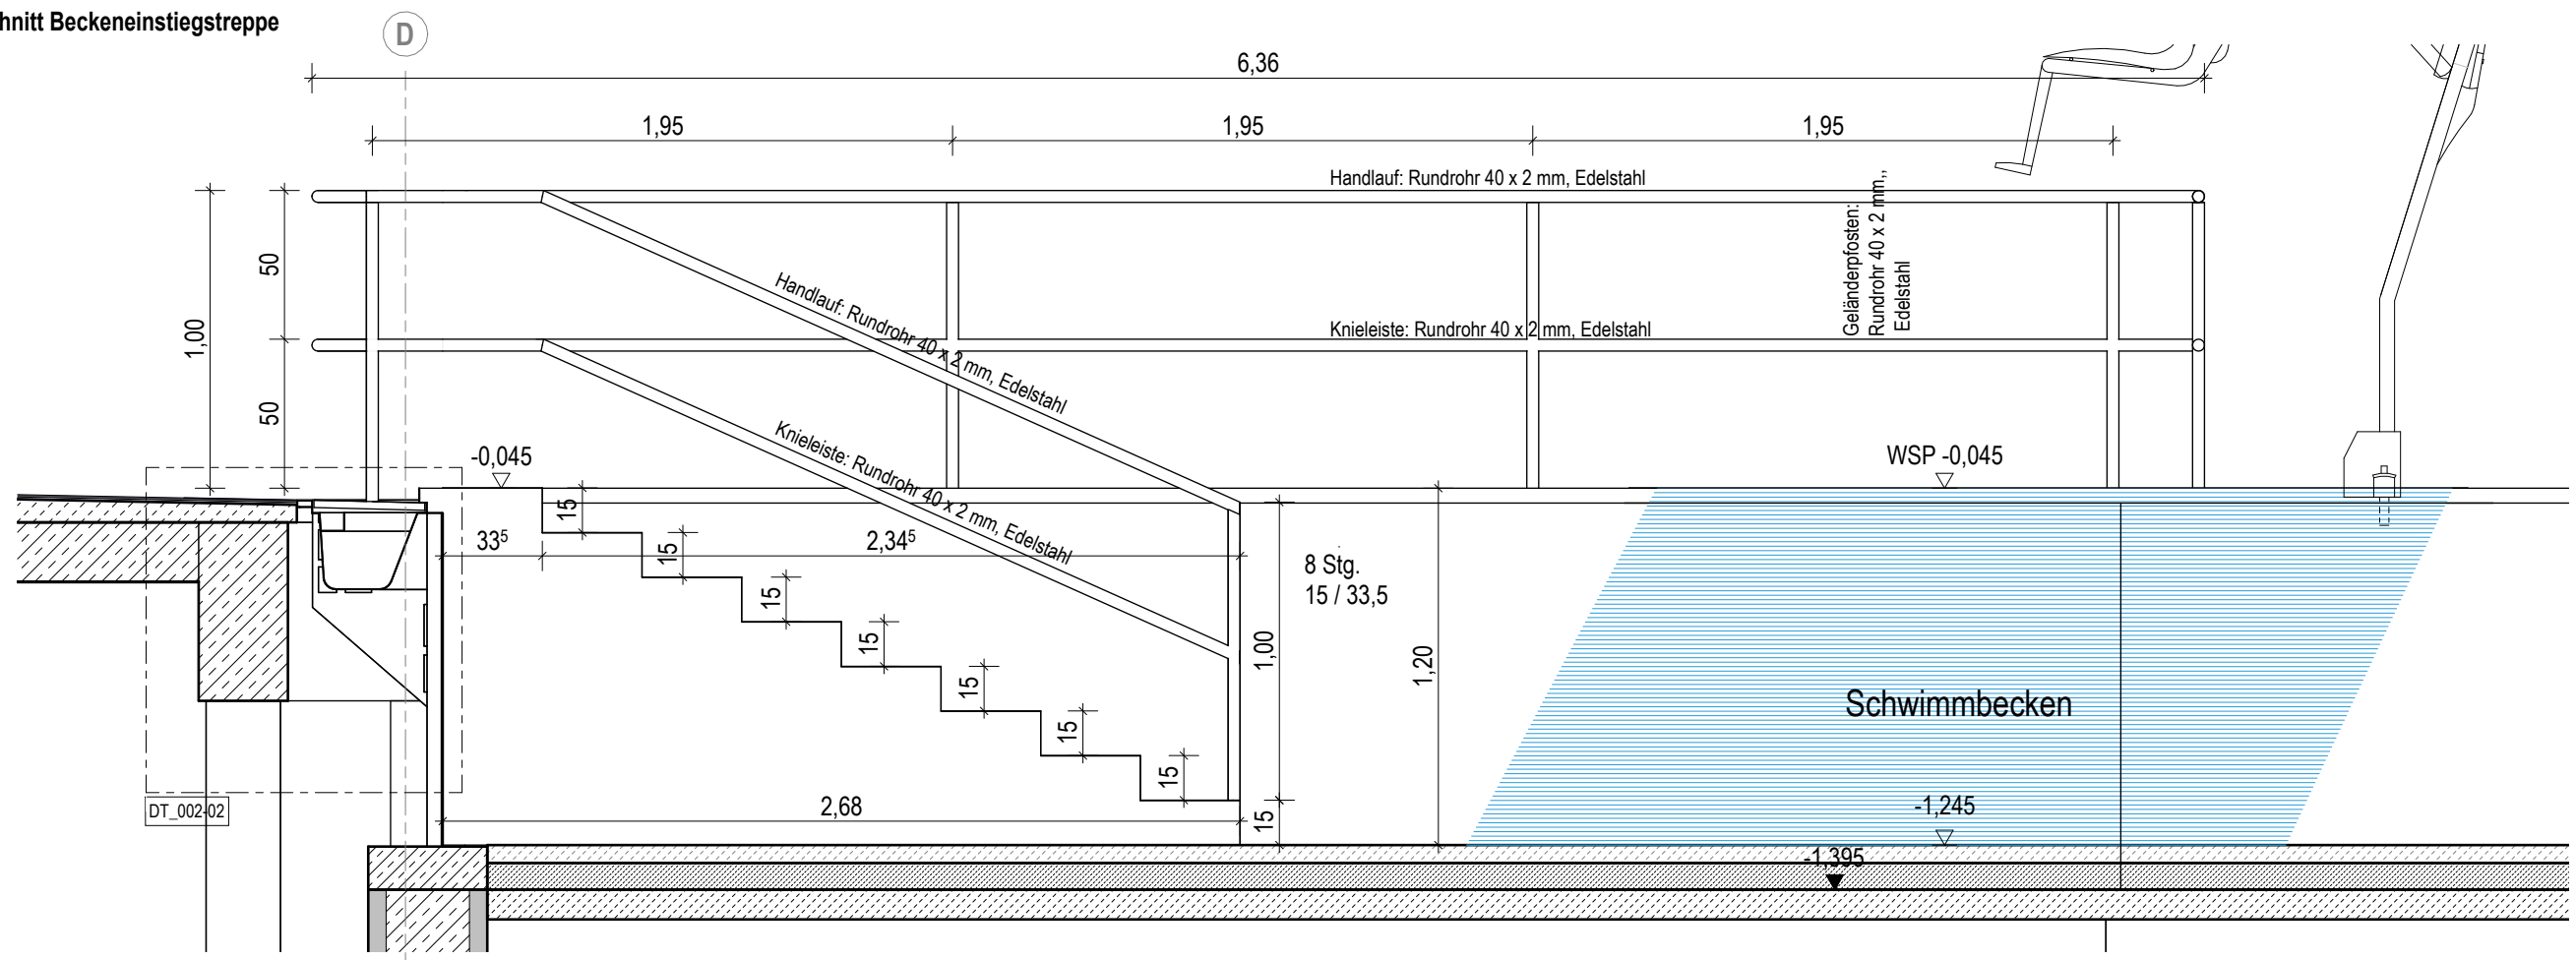 hnitt Beckeneinstiegstreppe
D
6,36
1,95
1,95
1,95
Handlauf: Rundrohr 40 x 2 mm, Edelstahl
Geländerpfosten:
Rundrohr 40 x 2 mm,,
Edelstahl
50
1,00
50
Handlauf: Rundrohr 40 x 2 mm, Edelstahl
Knieleiste: Rundrohr 40 x 2 mm, Edelstahl
Knieleiste: Rundrohr 40 x 2 mm, Edelstahl
-0,045
WSP -0,045
15
33⁵
2,34⁵
15
15
15
15
15
15
8 Stg.
15 / 33,5
1,00
1,20
Schwimmbecken
2,68
15
-1,245
DT_002-02
-1,395